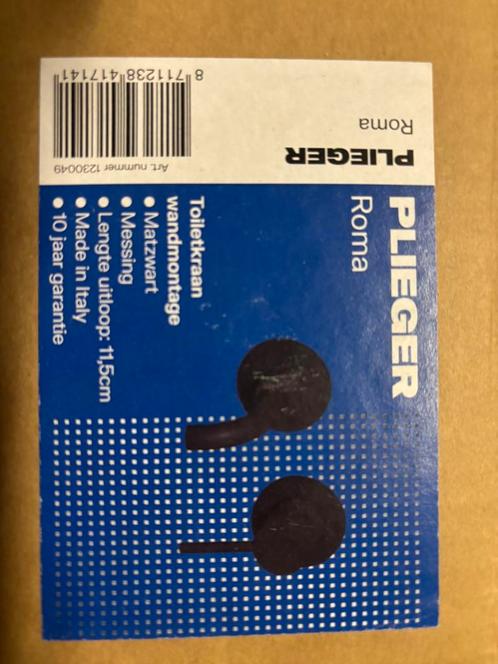 PLIEGER
Roma
Toiletkraan
wandmontage
● Matzwart
● Messing
● Lengte uitloop: 11,5cm
● Made in Italy
● 10 jaar garantie
PLIEGER
Roma
Art. nummer 1230049
8 711238 417141